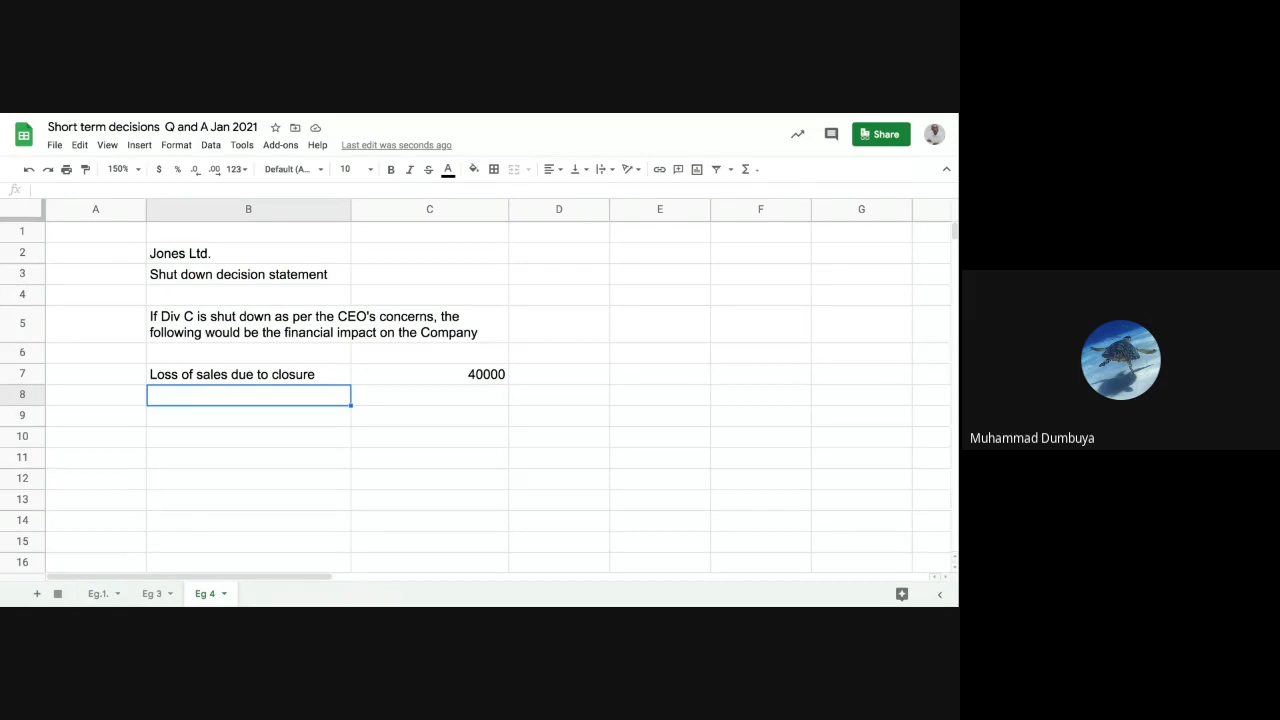 Short term decisions Q and A Jan 2021
File Edit View Insert Format Data Tools Add-ons Help Last edit was seconds ago
Share
150% $ % .0 .00 123 Default (A... 10 B I S A Σ
fx
A B C D E F G
1
2 Jones Ltd.
3 Shut down decision statement
4
If Div C is shut down as per the CEO's concerns, the
5 following would be the financial impact on the Company
6
7 Loss of sales due to closure 40000
8
9
10
11
12
13
14
15
16
Eg.1. Eg 3 Eg 4
Muhammad Dumbuya